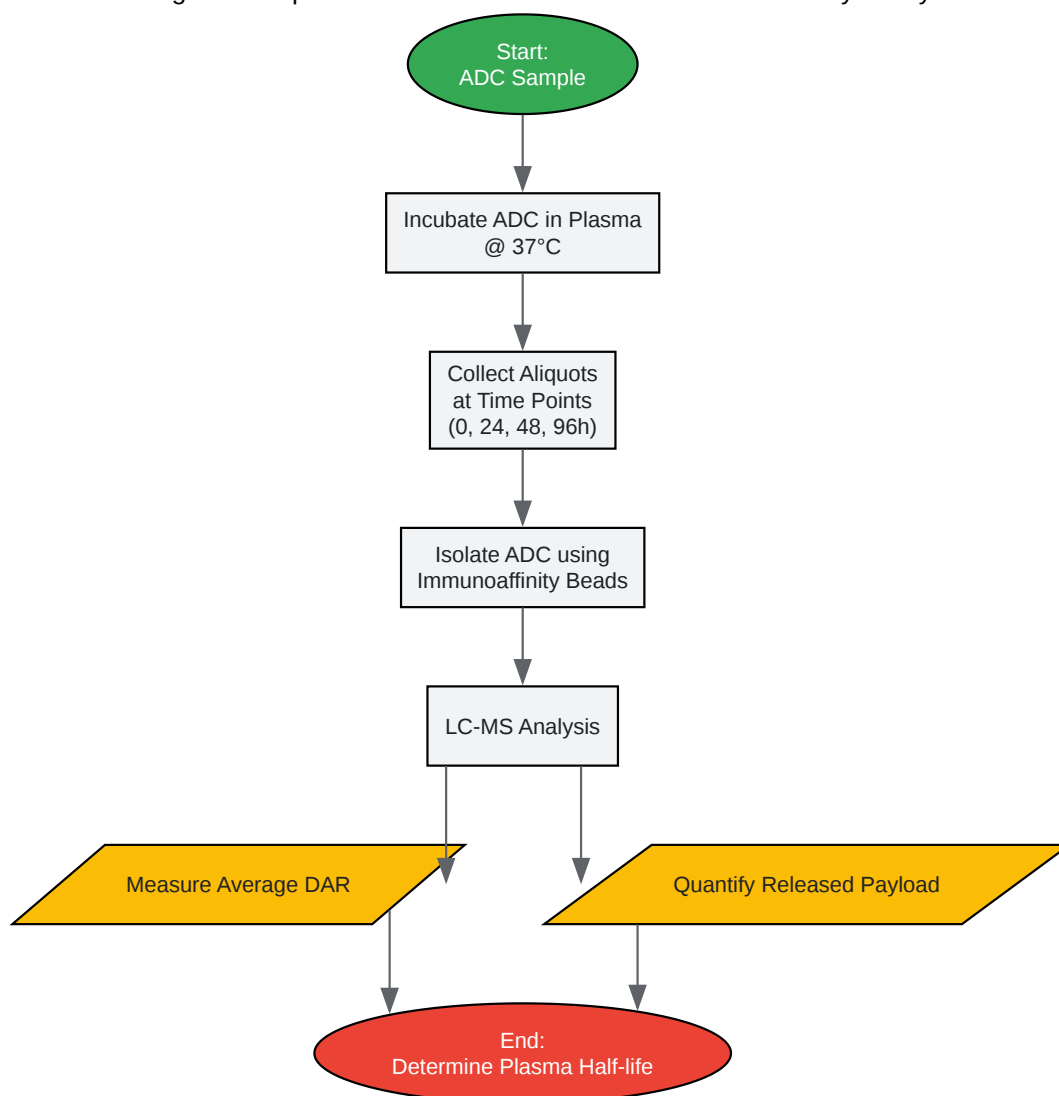 Start:
ADC Sample
Incubate ADC in Plasma
@ 37°C
Collect Aliquots
at Time Points
(0, 24, 48, 96h)
Isolate ADC using
Immunoaffinity Beads
LC-MS Analysis
Measure Average DAR
Quantify Released Payload
End:
Determine Plasma Half-life